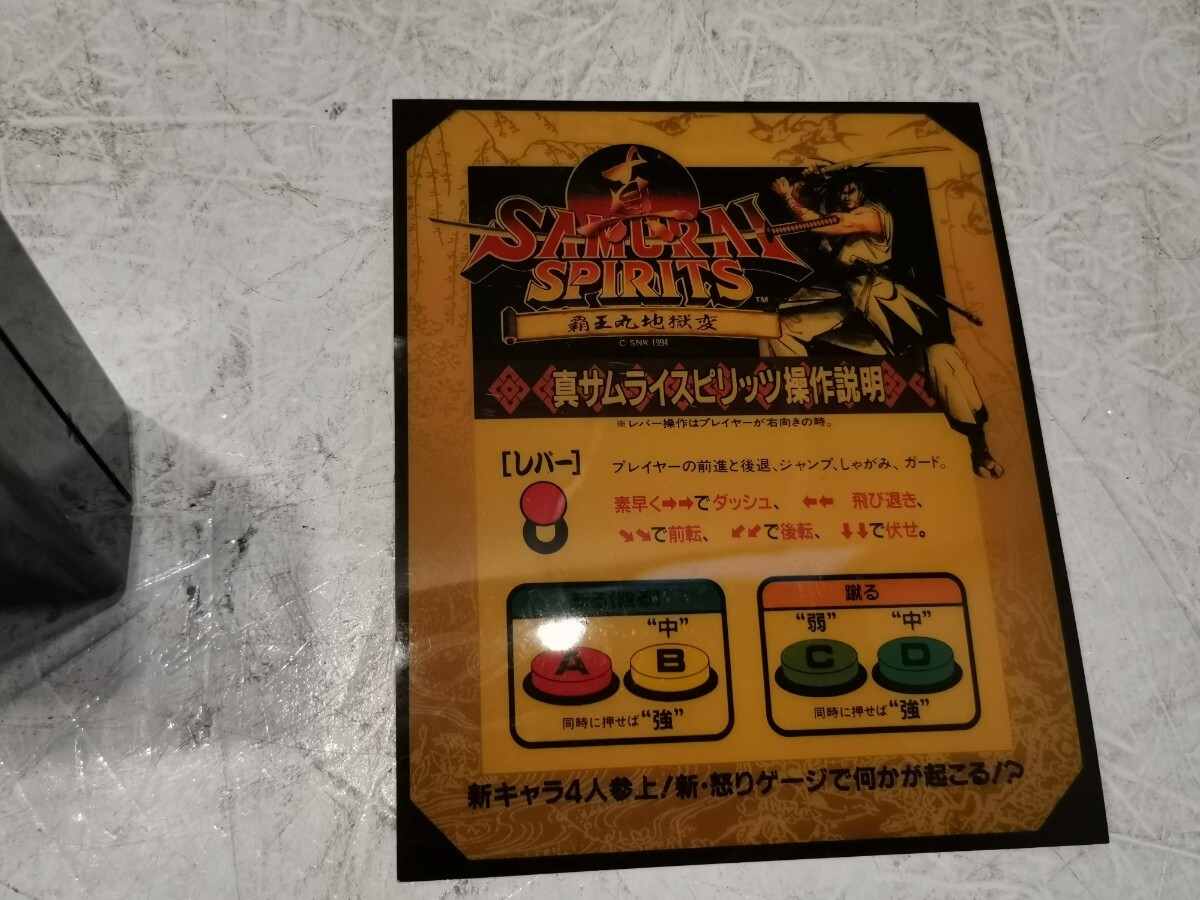 真
SAMURAI
SPIRITS™
覇王丸地獄変
© SNK 1994
真サムライスピリッツ操作説明
※レバー操作はプレイヤーが右向きの時。
[レバー] プレイヤーの前進と後退、ジャンプ、しゃがみ、ガード。
素早く➡➡でダッシュ、 ⬅⬅ 飛び退き、
⬊⬊で前転、 ⬋⬋で後転、 ⬇⬇で伏せ。
斬る(殴る)
“中”
A B
同時に押せば“強”
蹴る
“弱” “中”
C D
同時に押せば“強”
新キャラ4人参上!新・怒りゲージで何かが起こる!?